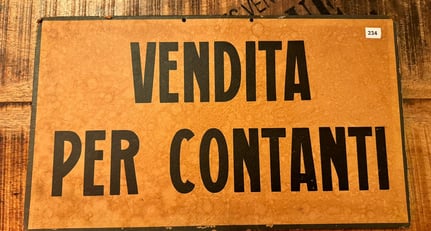 234
VENDITA
PER CONTANTI